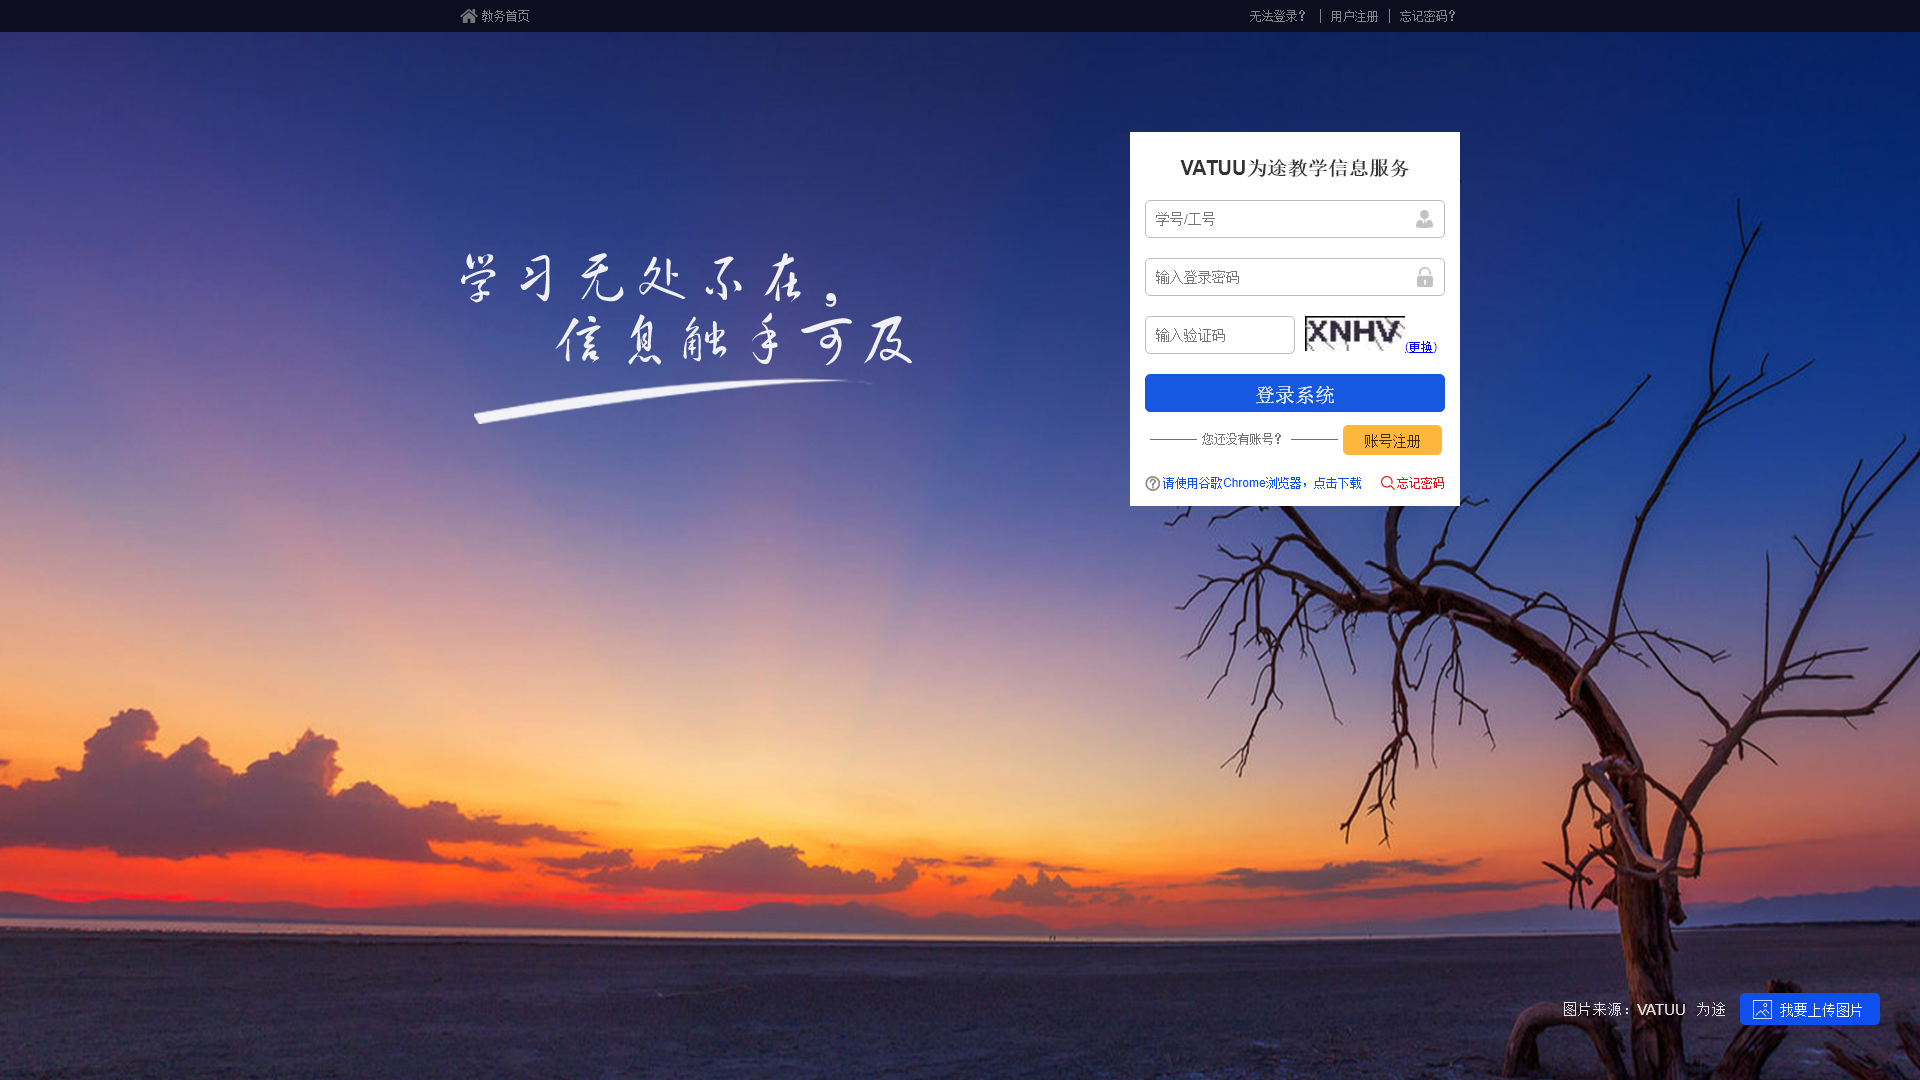 教务首页
无法登录？ 用户注册 忘记密码？
VATUU为途教学信息服务
学号/工号
学习无处不在，
信息触手可及
输入登录密码
输入验证码
XNHV
(更换)
登录系统
您还没有账号？
账号注册
请使用谷歌Chrome浏览器，点击下载
忘记密码
图片来源：VATUU 为途
我要上传图片